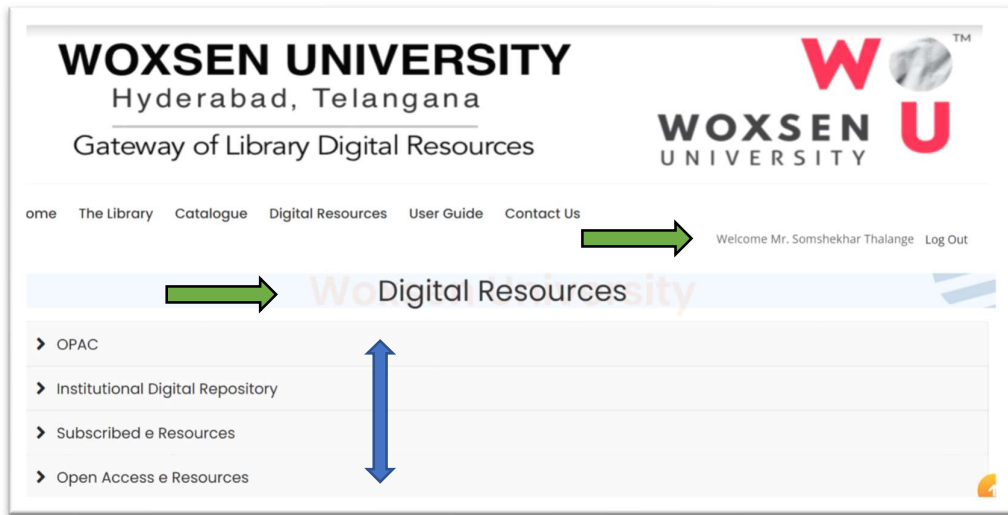 WOXSEN UNIVERSITY
Hyderabad, Telangana
Gateway of Library Digital Resources
W TM
WOXSEN U
UNIVERSITY
ome The Library Catalogue Digital Resources User Guide Contact Us
Welcome Mr. Somshekhar Thalange Log Out
Woxsen University
Digital Resources
OPAC
Institutional Digital Repository
Subscribed e Resources
Open Access e Resources